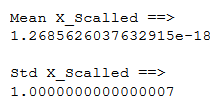 Mean X_Scalled ==>
1.2685626037632915e-18
Std X_Scalled ==>
1.0000000000000007